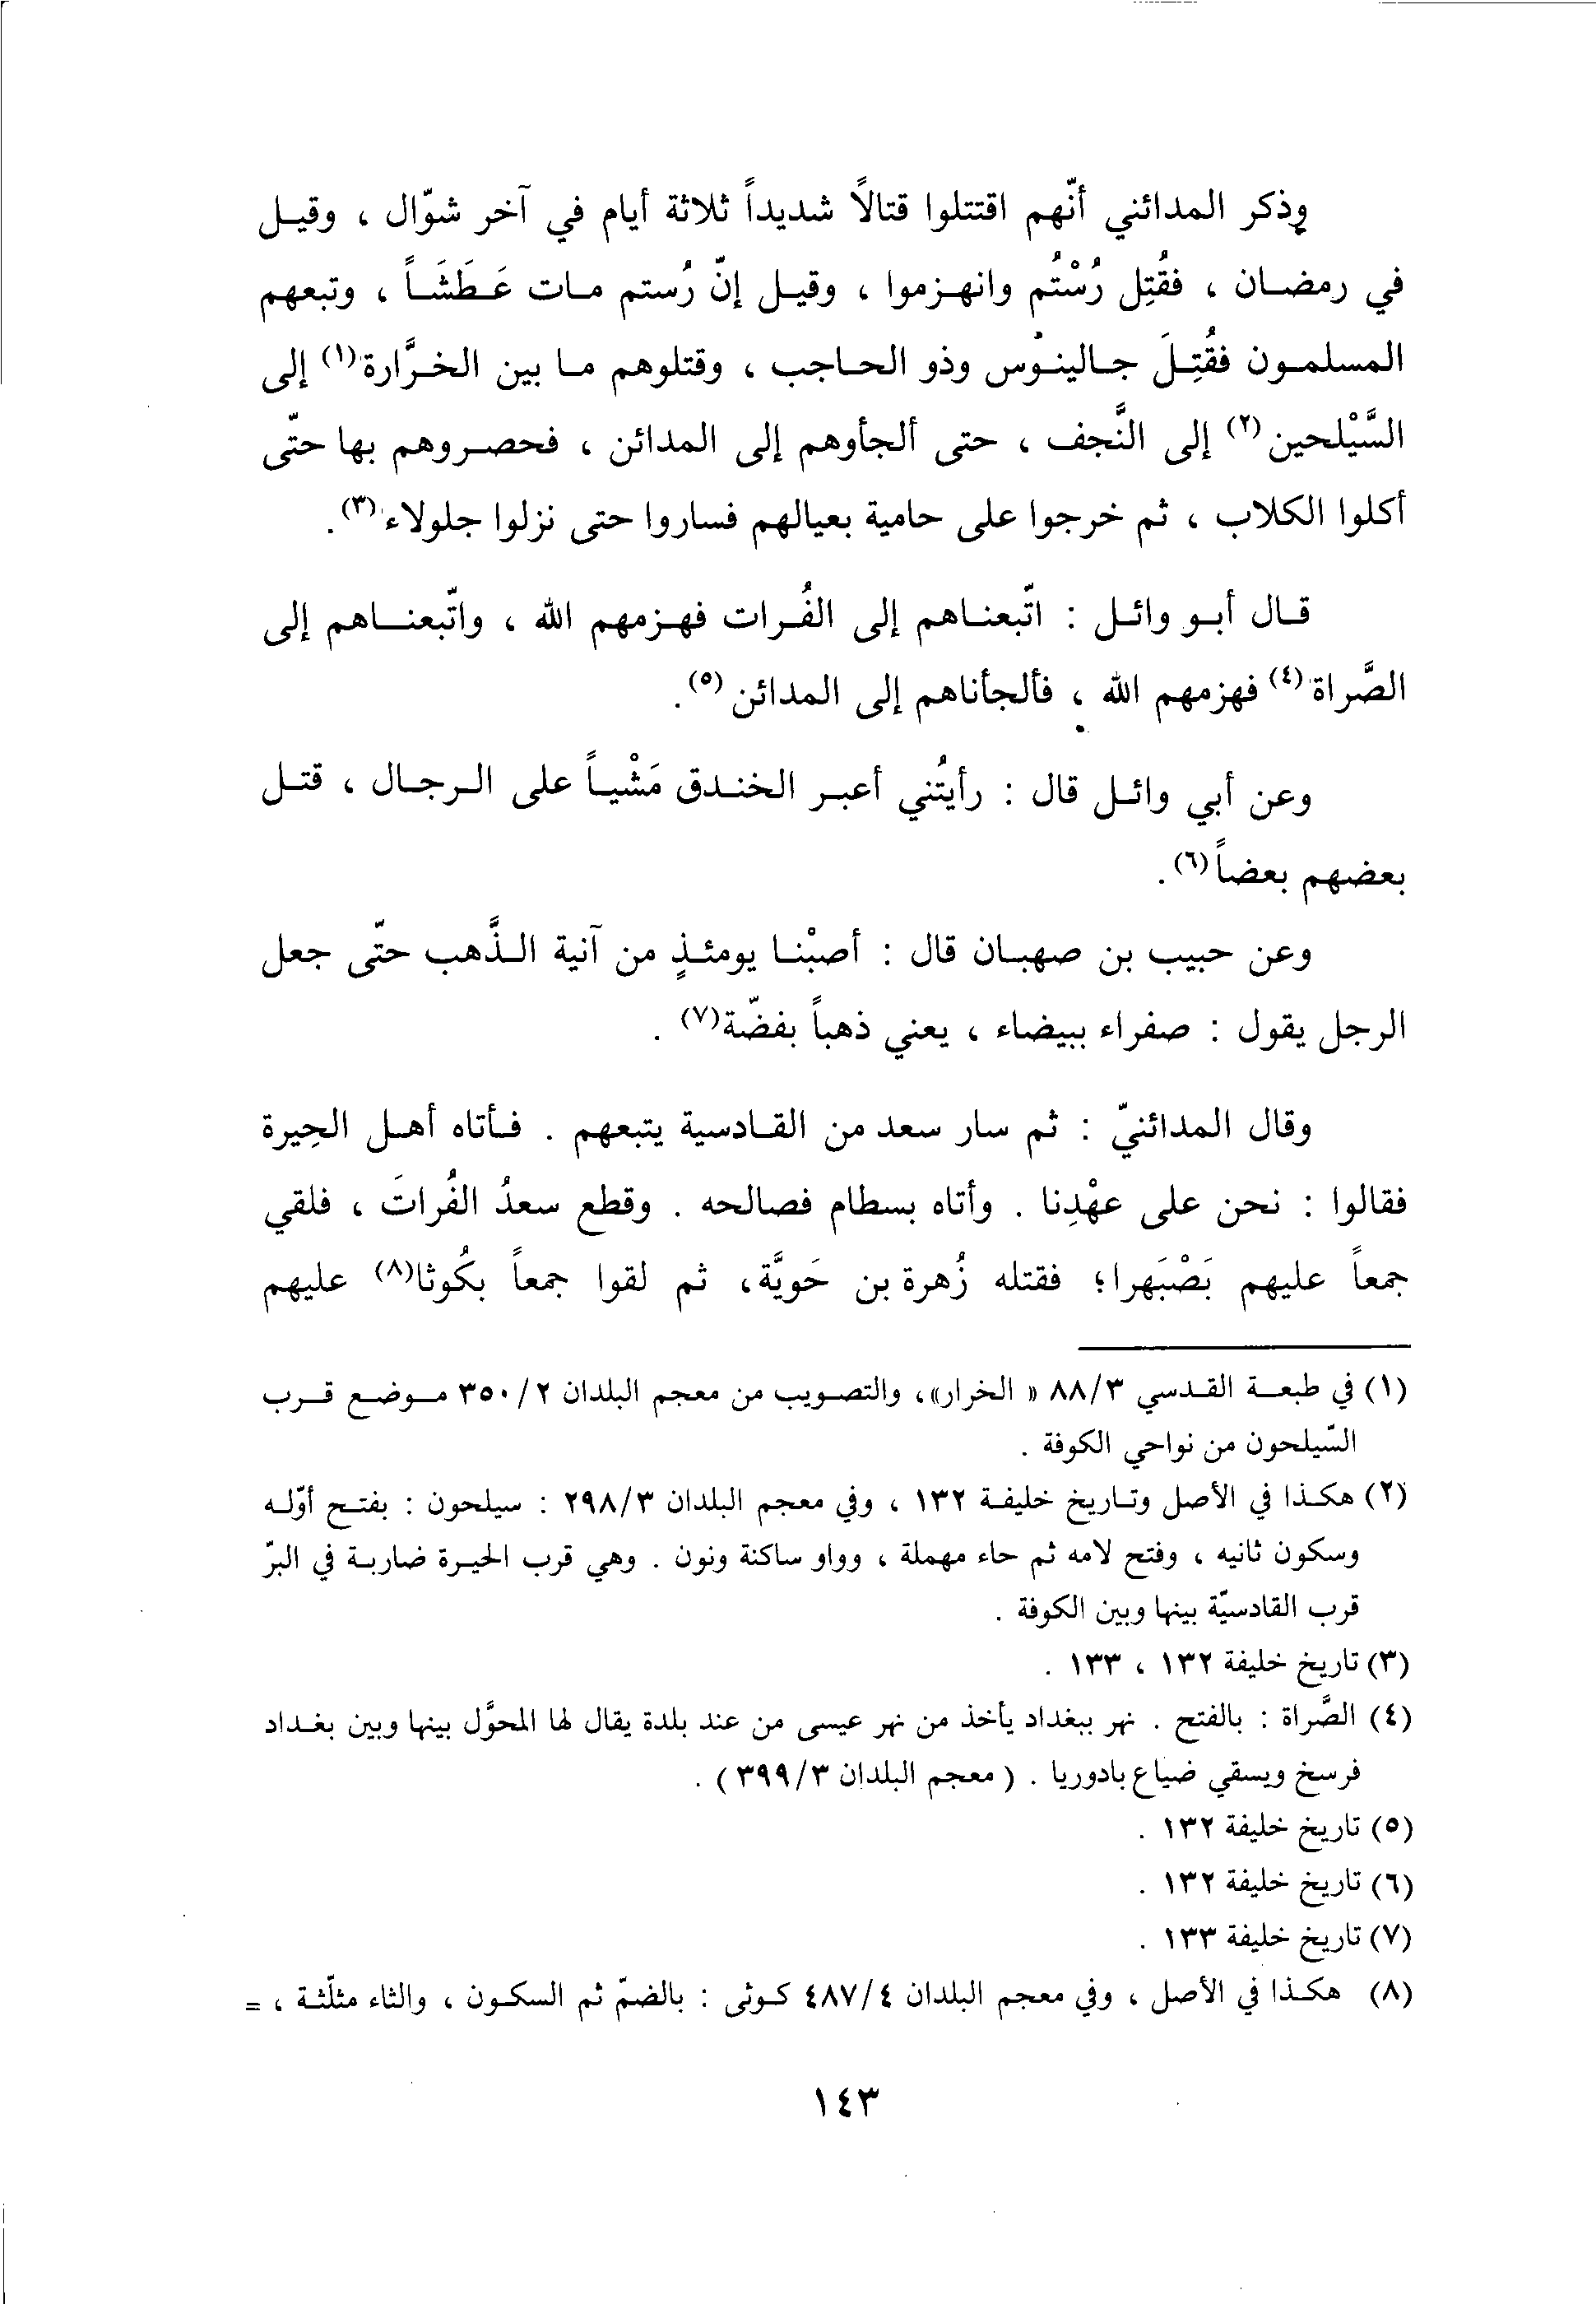 وذكر المدائني أنّهم اقتتلوا قتالاً شديداً ثلاثة أيام في آخر شوّال ، وقيل
في رمضان ، فقُتِل رُسْتُم وانهزموا ، وقيل إنّ رُستم مات عَطَشَاً ، وتبعهم
المسلمون فقُتِلَ جالينوس وذو الحاجب ، وقتلوهم ما بين الخرَّارة(١) إلى
السَّيْلحين(٢) إلى النَّجف ، حتى ألجأوهم إلى المدائن ، فحصروهم بها حتّى
أكلوا الكلاب ، ثم خرجوا على حامية بعيالهم فساروا حتى نزلوا جلولاء(٣).
قال أبو وائل : اتّبعناهم إلى الفُرات فهزمهم الله ، واتّبعناهم إلى
الصَّراة(٤) فهزمهم الله ، فألجأناهم إلى المدائن(٥).
وعن أبي وائل قال : رأيتُني أعبر الخندق مَشْياً على الرجال ، قتل
بعضهم بعضاً(٦).
وعن حبيب بن صهبان قال : أصبْنا يومئذٍ من آنية الذَّهب حتّى جعل
الرجل يقول : صفراء ببيضاء ، يعني ذهباً بفضّة(٧) .
وقال المدائنيّ : ثم سار سعد من القادسية يتبعهم . فأتاه أهل الحِيرة
فقالوا : نحن على عهْدِنا . وأتاه بسطام فصالحه . وقطع سعدُ الفُراتَ ، فلقي
جمعاً عليهم بَصْبَهرا؛ فقتله زُهرة بن حَويَّة، ثم لقوا جمعاً بكُوثا(٨) عليهم
(١) في طبعة القدسي ٨٨/٣ « الخرار»، والتصويب من معجم البلدان ٣٥٠/٢ موضع قرب
السّيلحون من نواحي الكوفة .
(٢) هكذا في الأصل وتاريخ خليفة ١٣٢ ، وفي معجم البلدان ٢٩٨/٣ : سيلحون : بفتح أوّله
وسكون ثانيه ، وفتح لامه ثم حاء مهملة ، وواو ساكنة ونون . وهي قرب الحيرة ضاربة في البرّ
قرب القادسيّة بينها وبين الكوفة .
(٣) تاريخ خليفة ١٣٢ ، ١٣٣ .
(٤) الصَّراة : بالفتح . نهر ببغداد يأخذ من نهر عيسى من عند بلدة يقال لها المحوَّل بينها وبين بغداد
فرسخ ويسقي ضياع بادوريا . ( معجم البلدان ٣٩٩/٣ ) .
(٥) تاريخ خليفة ١٣٢ .
(٦) تاريخ خليفة ١٣٢ .
(٧) تاريخ خليفة ١٣٣ .
(٨) هكذا في الأصل ، وفي معجم البلدان ٤٨٧/٤ كوثى : بالضمّ ثم السكون ، والثاء مثلّثة ، =
١٤٣